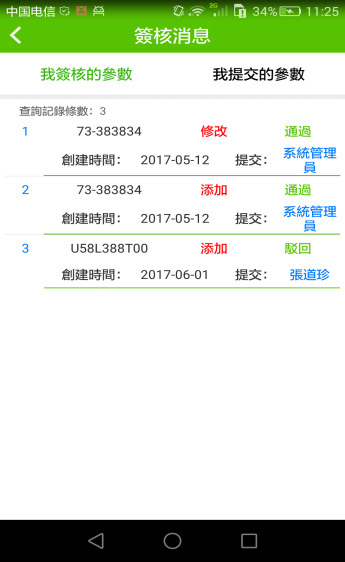 中国电信 2G 34% 11:25
簽核消息
我簽核的參數 我提交的參數
查詢記錄條數：3
1 73-383834 修改 通過
創建時間： 2017-05-12 提交： 系統管理
員
2 73-383834 添加 通過
創建時間： 2017-05-12 提交： 系統管理
員
3 U58L388T00 添加 駁回
創建時間： 2017-06-01 提交： 張道珍